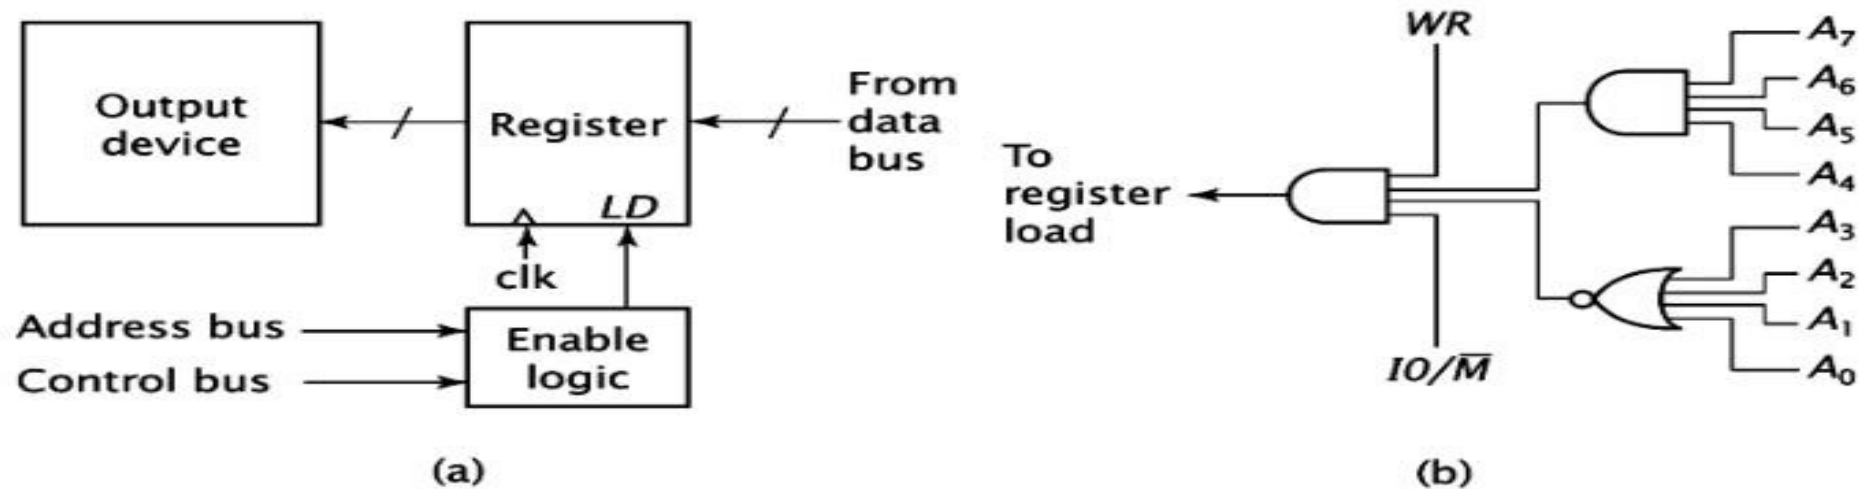 Output
device
Register
LD
clk
From
data
bus
Address bus
Control bus
Enable
logic
(a)
WR
To
register
load
IO/M̅
A₇
A₆
A₅
A₄
A₃
A₂
A₁
A₀
(b)